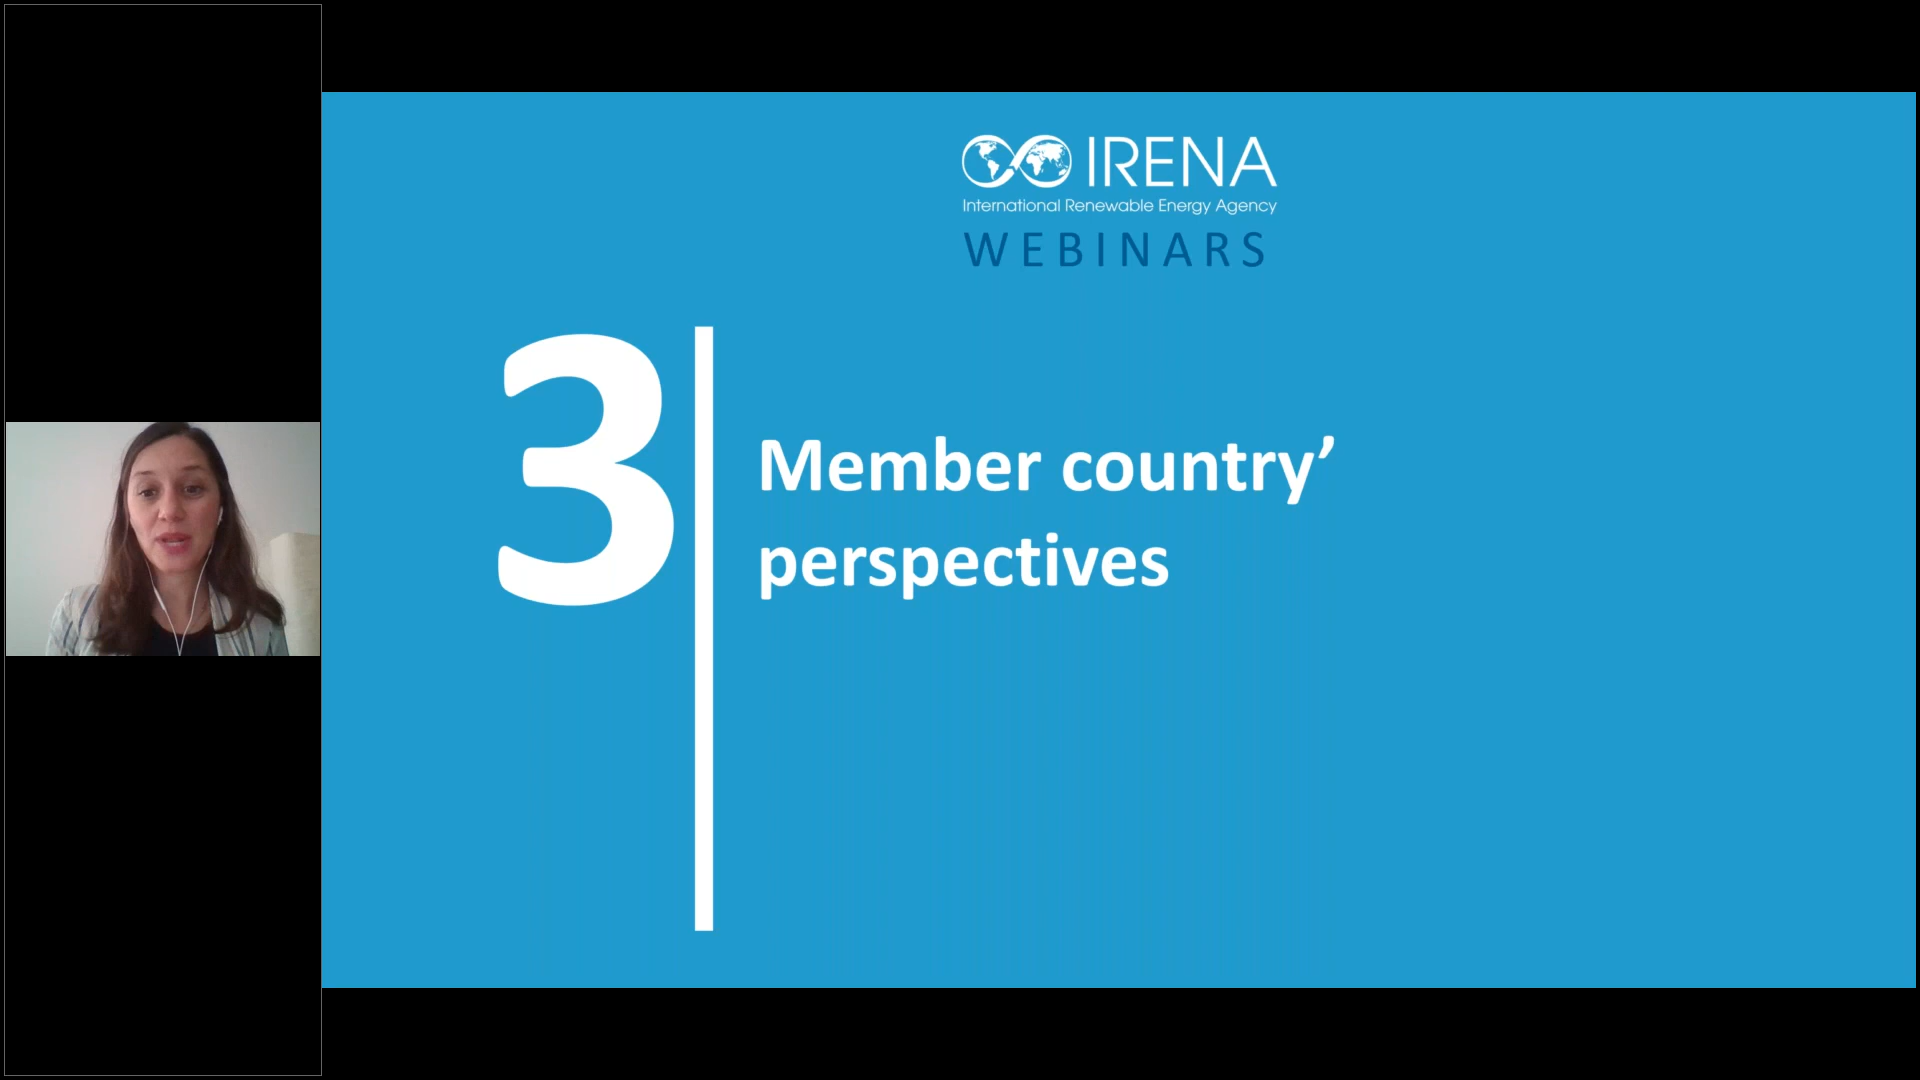 IRENA
International Renewable Energy Agency
WEBINARS
3
Member country’
perspectives